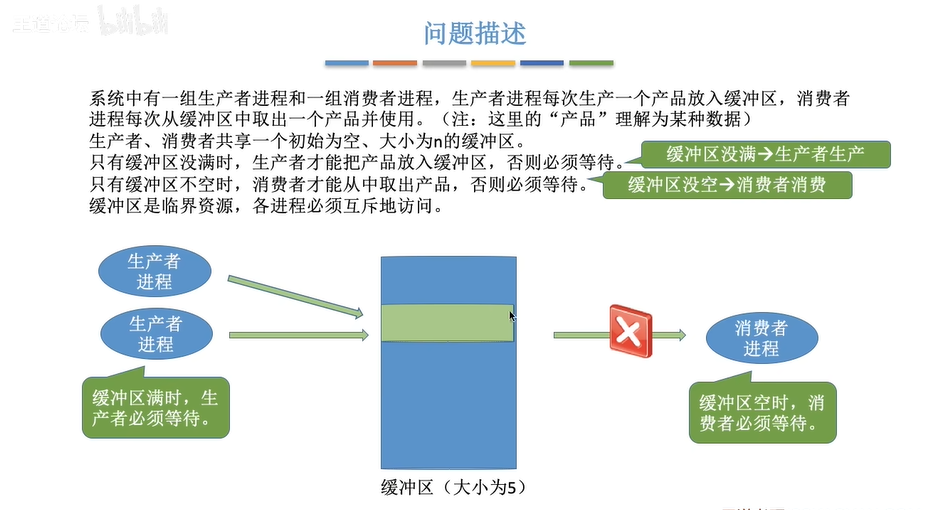 bilibili
问题描述
系统中有一组生产者进程和一组消费者进程，生产者进程每次生产一个产品放入缓冲区，消费者
进程每次从缓冲区中取出一个产品并使用。（注：这里的“产品”理解为某种数据）
生产者、消费者共享一个初始为空、大小为n的缓冲区。
只有缓冲区没满时，生产者才能把产品放入缓冲区，否则必须等待。
缓冲区没满→生产者生产
只有缓冲区不空时，消费者才能从中取出产品，否则必须等待。
缓冲区没空→消费者消费
缓冲区是临界资源，各进程必须互斥地访问。
生产者
进程
生产者
进程
消费者
进程
缓冲区满时，生
产者必须等待。
缓冲区空时，消
费者必须等待。
缓冲区（大小为5）